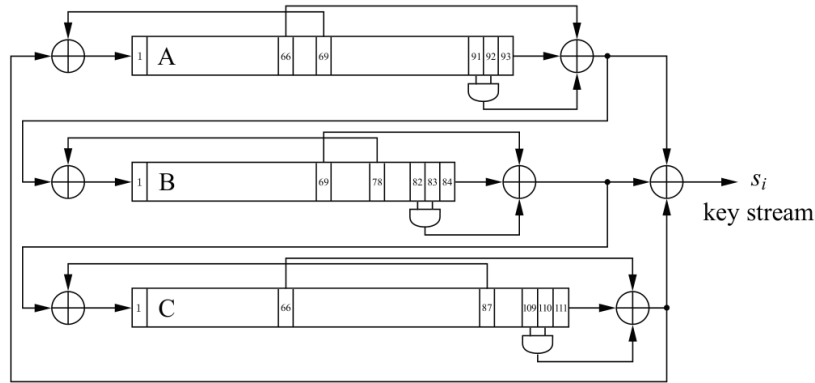 1 A 66 69 91 92 93
1 B 69 78 82 83 84
s_i
key stream
1 C 66 87 109 110 111